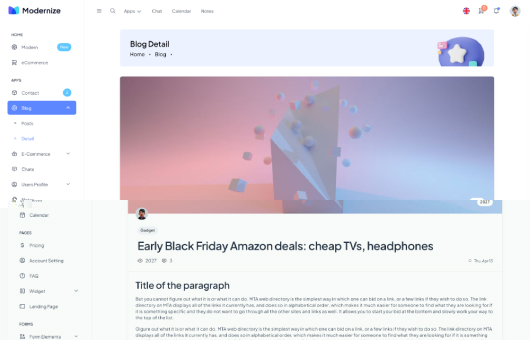 Modernize
Apps
Chat
Calendar
Notes
HOME
Modern
eCommerce
APPS
Contact
Blog
Posts
Detail
E-Commerce
Chats
Users Profile
Calendar
PAGES
Pricing
Account Setting
FAQ
Widget
Landing Page
FORMS
Form Elements
Blog Detail
Home • Blog •
Gadget
Early Black Friday Amazon deals: cheap TVs, headphones
2027 3
Title of the paragraph
But you cannot figure out what it is or what it can do. MTA web directory is the simplest way in which one can bid on a link, or a few links if they wish to do so. The link
directory on MTA displays all of the links it currently has, and does so in alphabetical order, which makes it much easier for someone to find what they are looking for if
it is something specific and they do not want to go through all the other sites and links as well. It allows you to start your bid at the bottom and slowly work your way to
the top of the list.
Gigure out what it is or what it can do. MTA web directory is the simplest way in which one can bid on a link, or a few links if they wish to do so. The link directory on MTA
displays all of the links it currently has, and does so in alphabetical order, which makes it much easier for someone to find what they are looking for if it is something